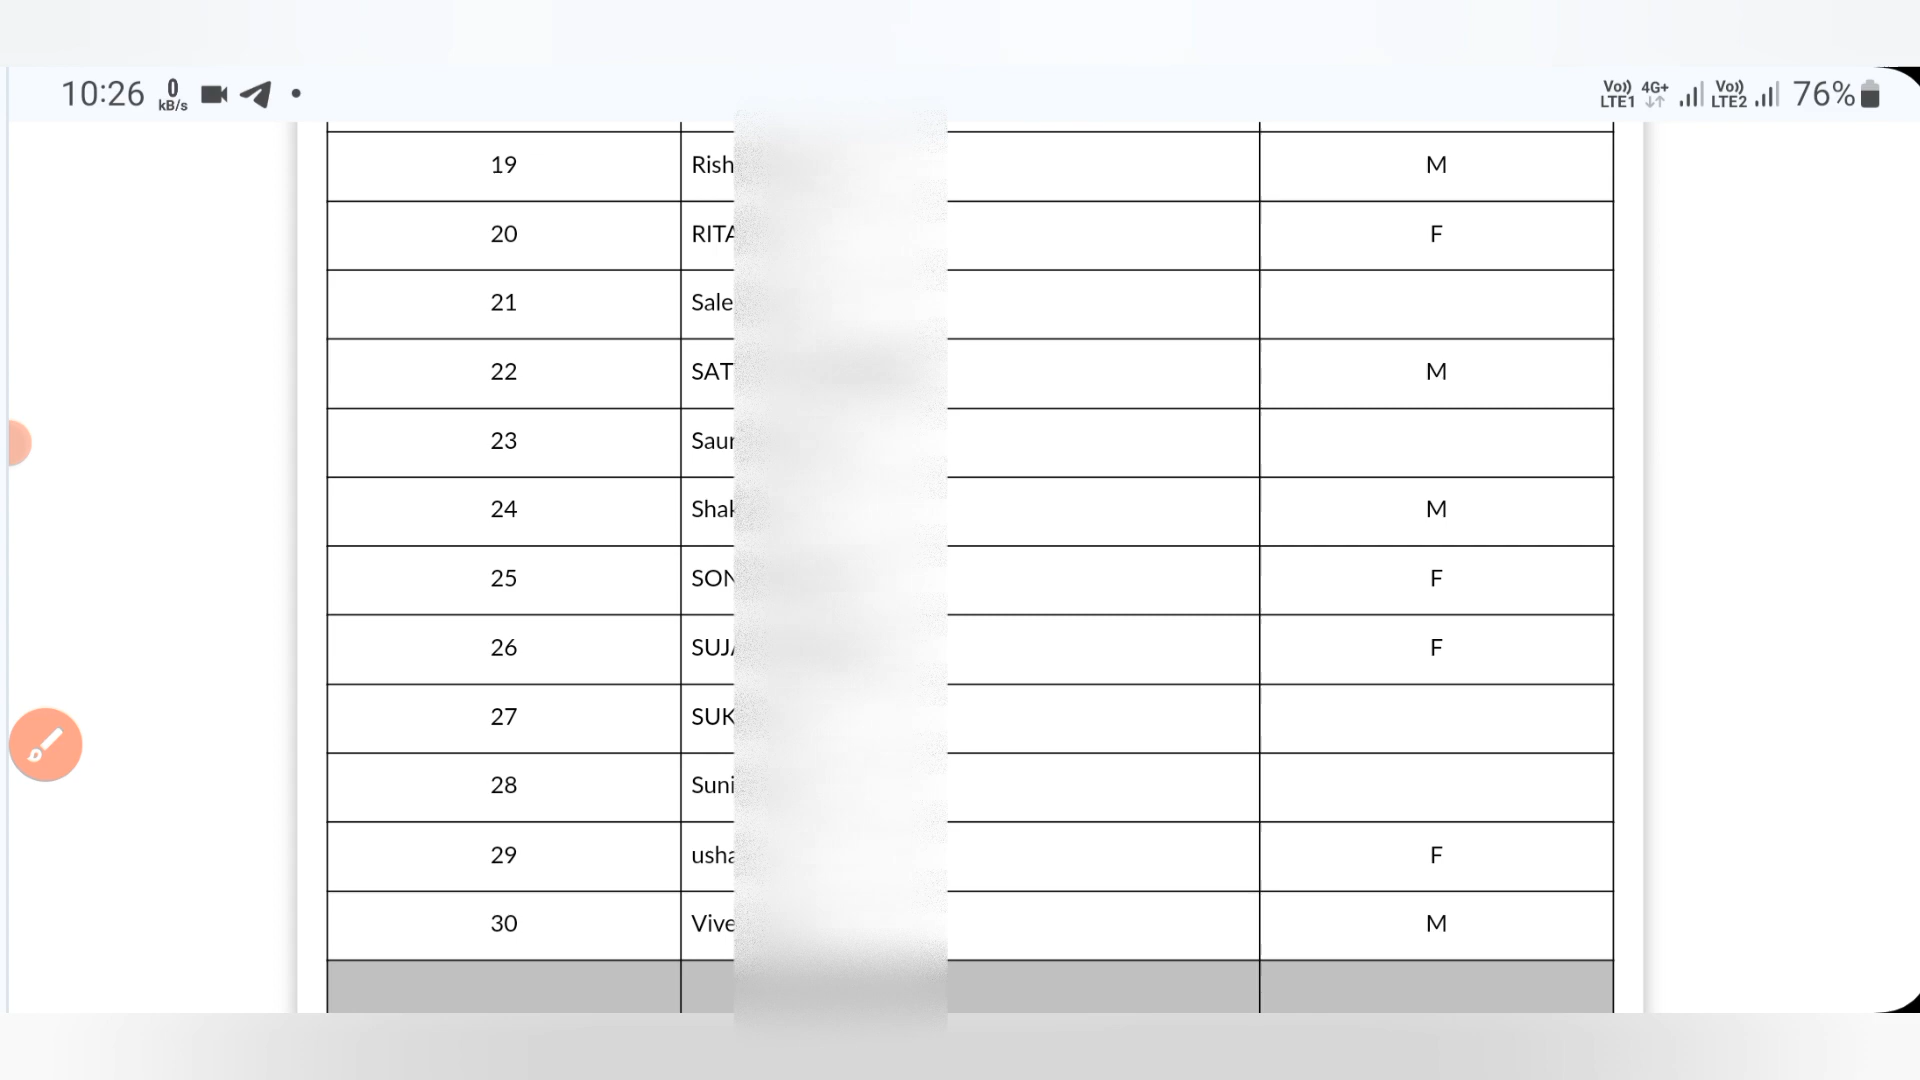 10:26 0 kB/s Vo)) LTE1 4G+ Vo)) LTE2 76%
19 Rish M
20 RITA F
21 Sale
22 SAT M
23 Saur
24 Shak M
25 SON F
26 SUJA F
27 SUK
28 Suni
29 usha F
30 Vive M